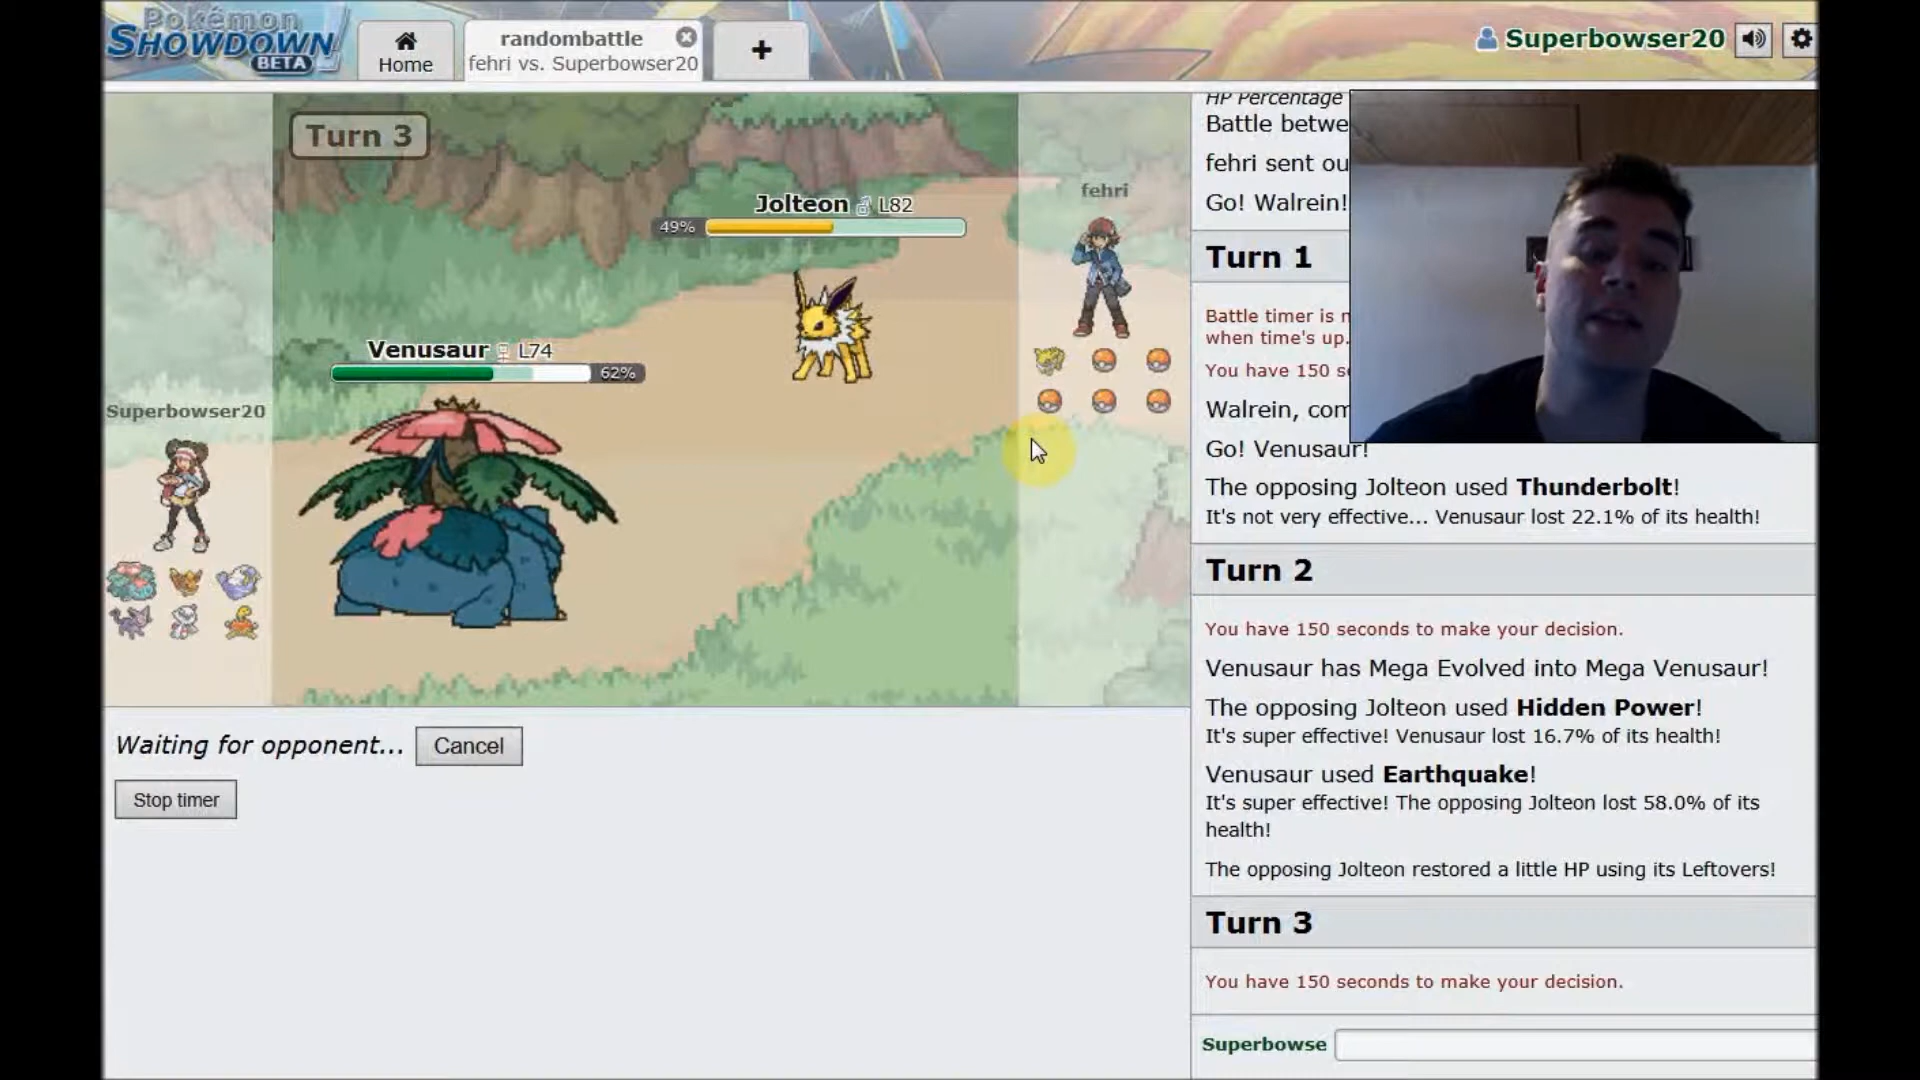 Pokémon
SHOWDOWN
BETA
Home
randombattle
fehri vs. Superbowser20
+
Superbowser20
Turn 3
Jolteon L82
49%
fehri
Venusaur L74
62%
Superbowser20
Waiting for opponent... Cancel
Stop timer
HP Percentage
Battle betwe
fehri sent ou
Go! Walrein!
Turn 1
Battle timer is
when time's up.
You have 150 s
Walrein, com
Go! Venusaur!
The opposing Jolteon used Thunderbolt!
It's not very effective... Venusaur lost 22.1% of its health!
Turn 2
You have 150 seconds to make your decision.
Venusaur has Mega Evolved into Mega Venusaur!
The opposing Jolteon used Hidden Power!
It's super effective! Venusaur lost 16.7% of its health!
Venusaur used Earthquake!
It's super effective! The opposing Jolteon lost 58.0% of its
health!
The opposing Jolteon restored a little HP using its Leftovers!
Turn 3
You have 150 seconds to make your decision.
Superbowse